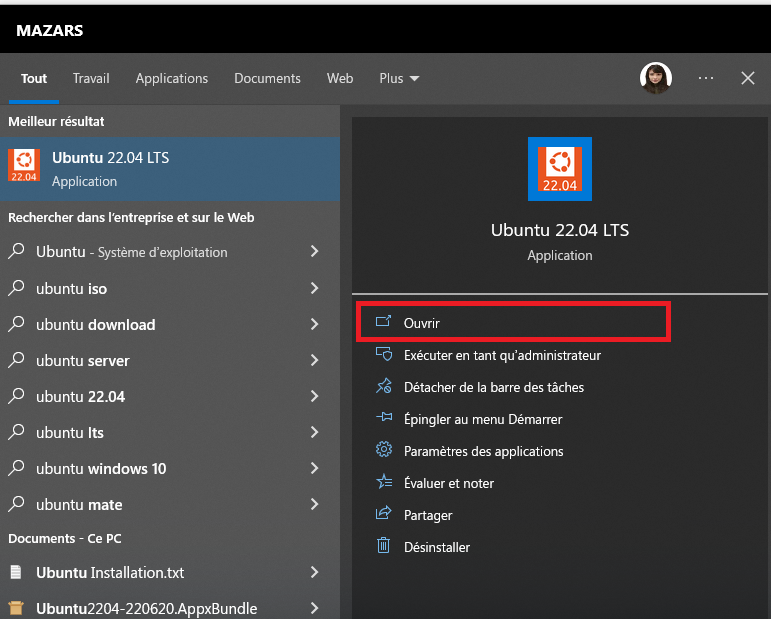 MAZARS
Tout Travail Applications Documents Web Plus
Meilleur résultat
22.04
Ubuntu 22.04 LTS
Application
Rechercher dans l'entreprise et sur le Web
Ubuntu - Système d'exploitation
ubuntu iso
ubuntu download
ubuntu server
ubuntu 22.04
ubuntu lts
ubuntu windows 10
ubuntu mate
Documents - Ce PC
Ubuntu Installation.txt
Ubuntu2204-220620.AppxBundle
22.04
Ubuntu 22.04 LTS
Application
Ouvrir
Exécuter en tant qu'administrateur
Détacher de la barre des tâches
Épingler au menu Démarrer
Paramètres des applications
Évaluer et noter
Partager
Désinstaller